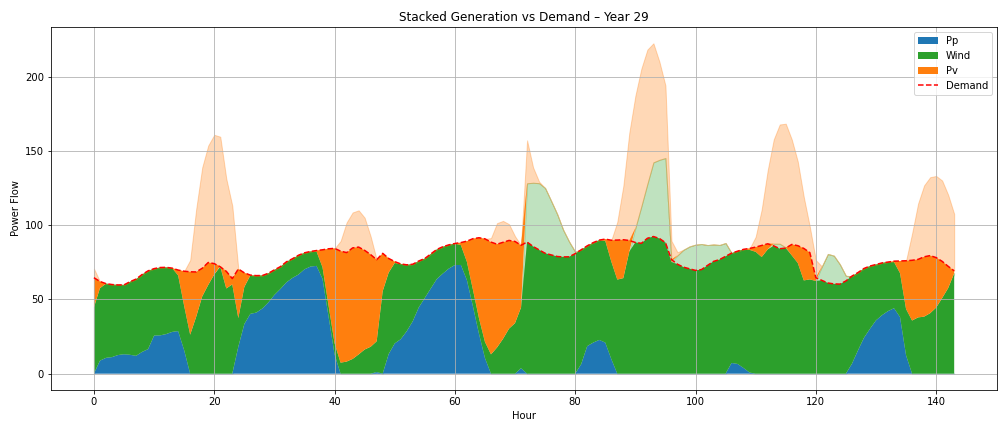 Stacked Generation vs Demand – Year 29
Pp
Wind
Pv
Demand
Power Flow
200
150
100
50
0
0 20 40 60 80 100 120 140
Hour